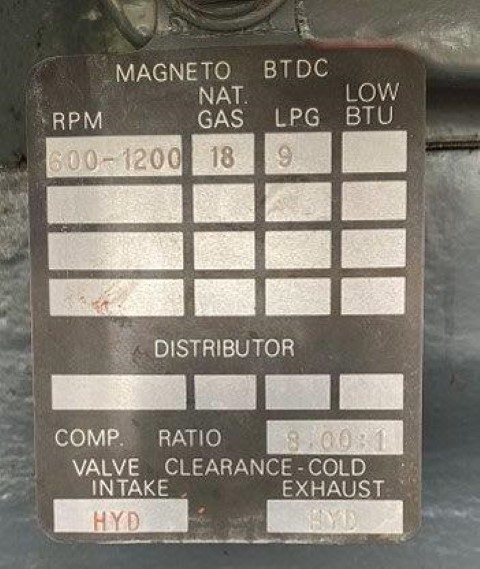 MAGNETO BTDC
RPM NAT. GAS LPG LOW BTU
600-1200 18 9
DISTRIBUTOR
COMP. RATIO 8.00:1
VALVE CLEARANCE-COLD
INTAKE EXHAUST
HYD HYD